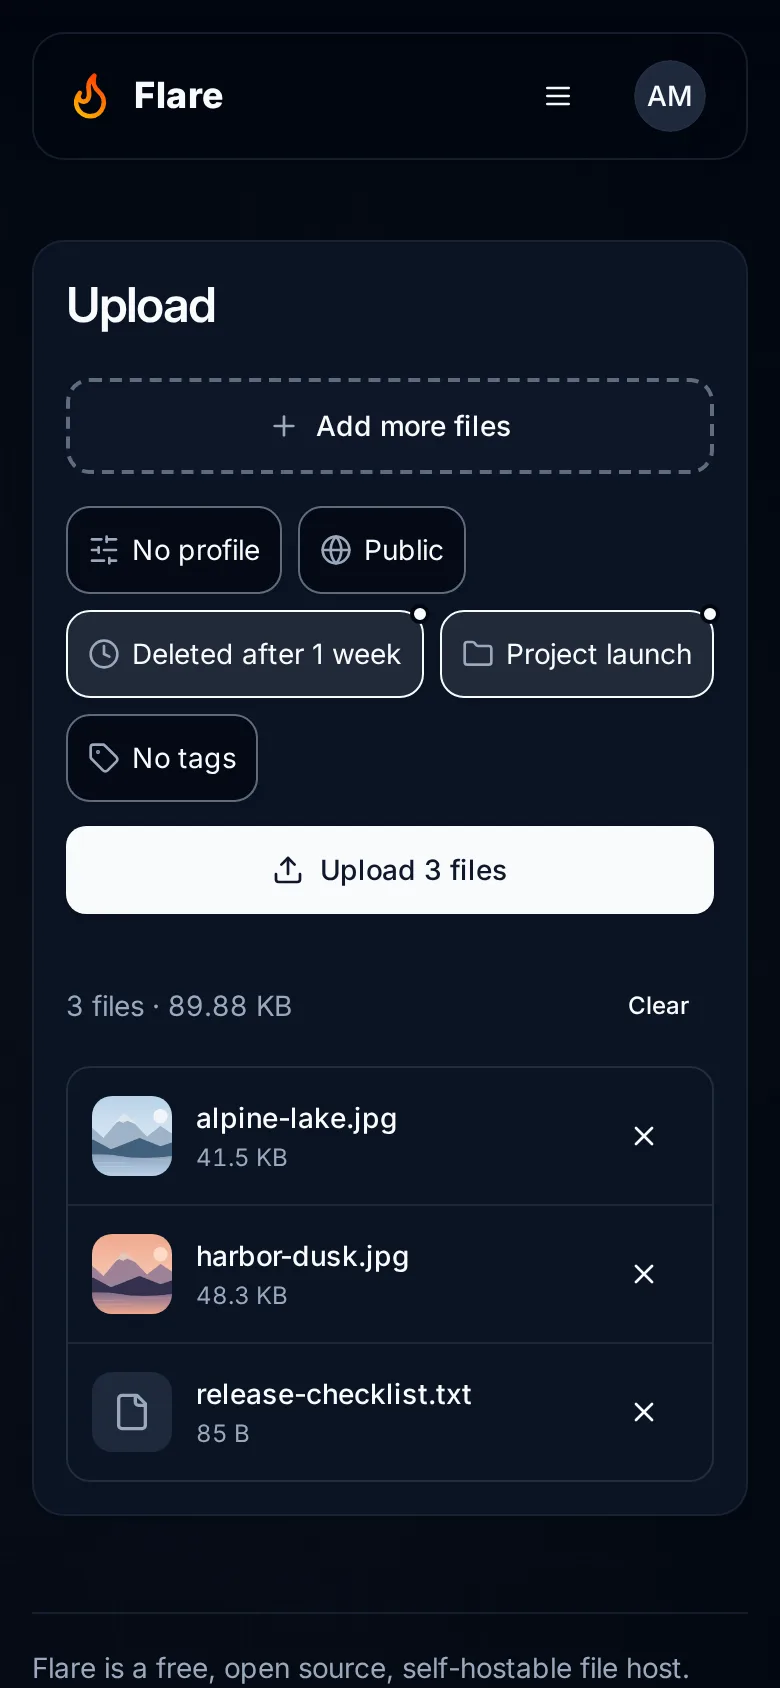 Flare
AM
Upload
Add more files
No profile
Public
Deleted after 1 week
Project launch
No tags
Upload 3 files
3 files · 89.88 KB
Clear
alpine-lake.jpg
41.5 KB
harbor-dusk.jpg
48.3 KB
release-checklist.txt
85 B
Flare is a free, open source, self-hostable file host.